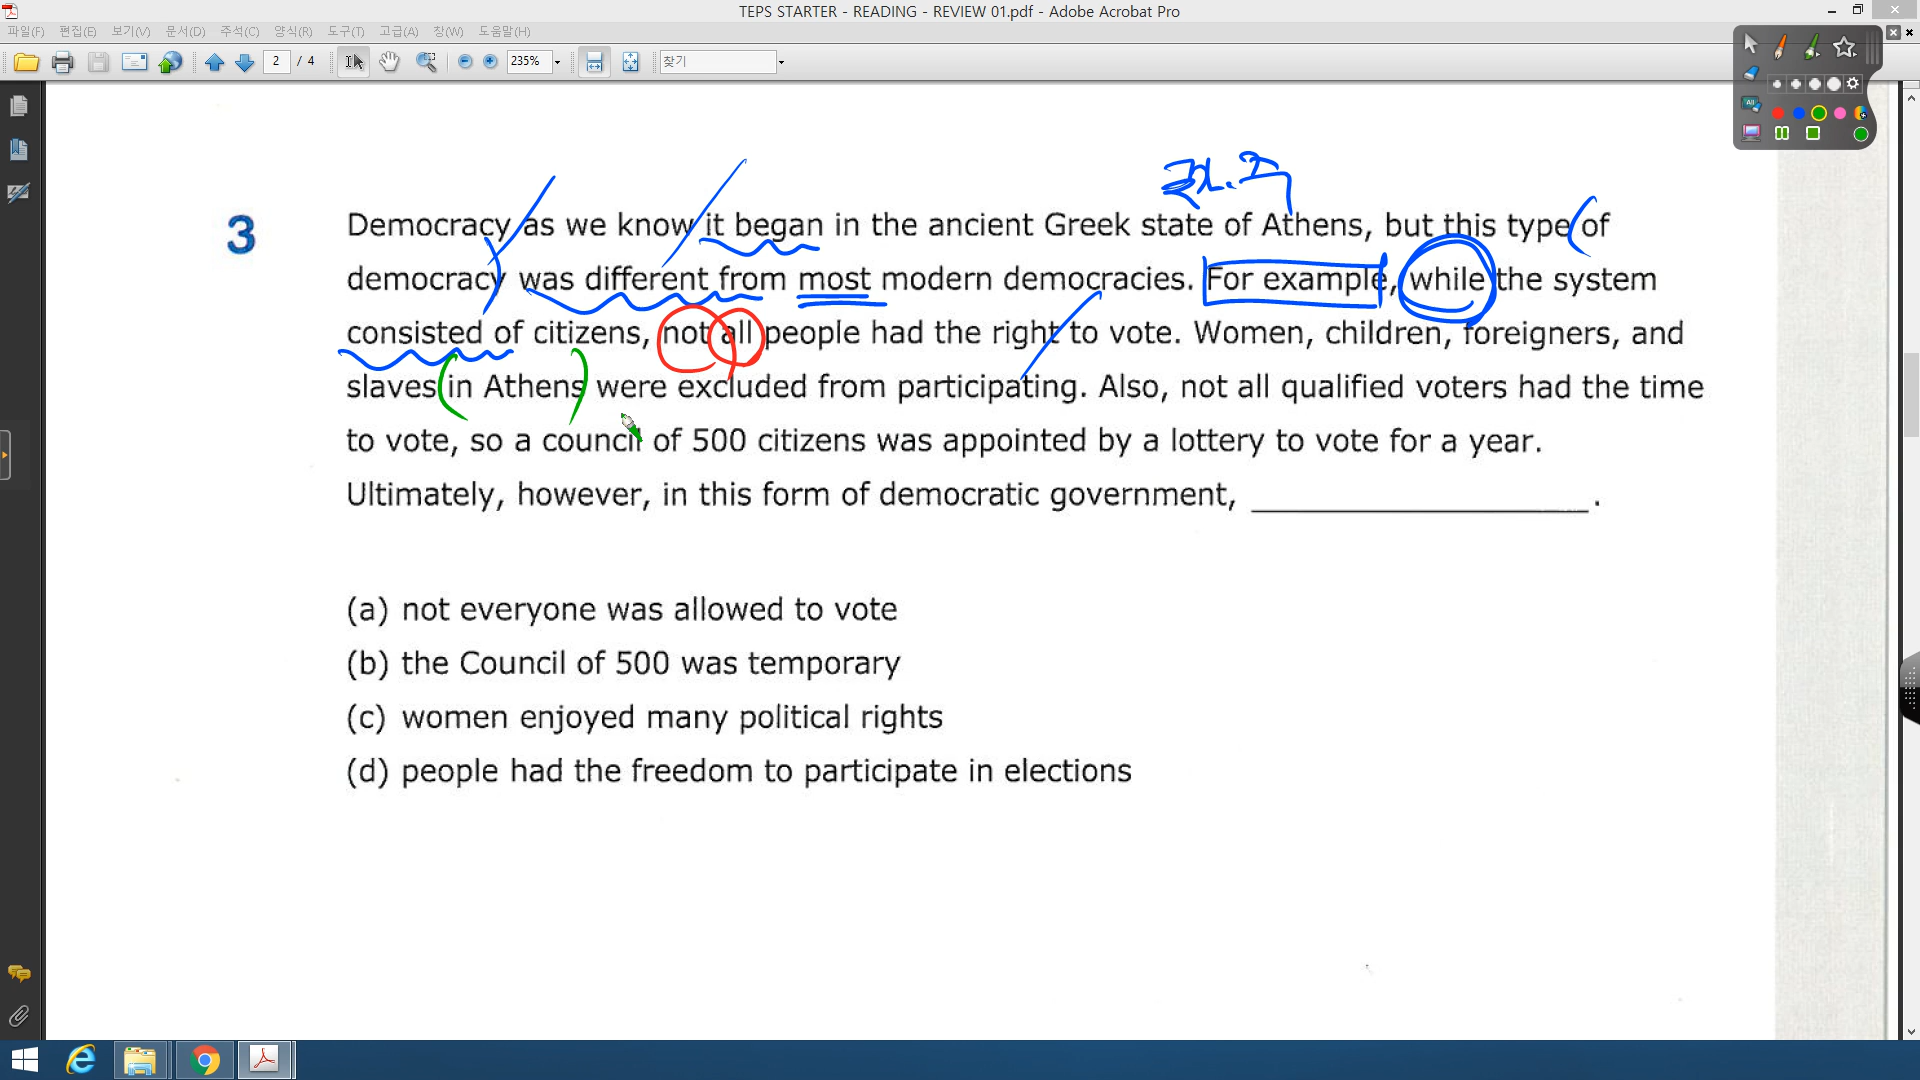 TEPS STARTER - READING - REVIEW 01.pdf - Adobe Acrobat Pro
파일(F) 편집(E) 보기(V) 문서(D) 주석(C) 양식(R) 도구(T) 고급(A) 창(W) 도움말(H)
2 / 4 235% 찾기
3
Democracy as we know it began in the ancient Greek state of Athens, but this type of
democracy was different from most modern democracies. For example, while the system
consisted of citizens, not all people had the right to vote. Women, children, foreigners, and
slaves in Athens were excluded from participating. Also, not all qualified voters had the time
to vote, so a council of 500 citizens was appointed by a lottery to vote for a year.
Ultimately, however, in this form of democratic government, ____________________.
(a) not everyone was allowed to vote
(b) the Council of 500 was temporary
(c) women enjoyed many political rights
(d) people had the freedom to participate in elections